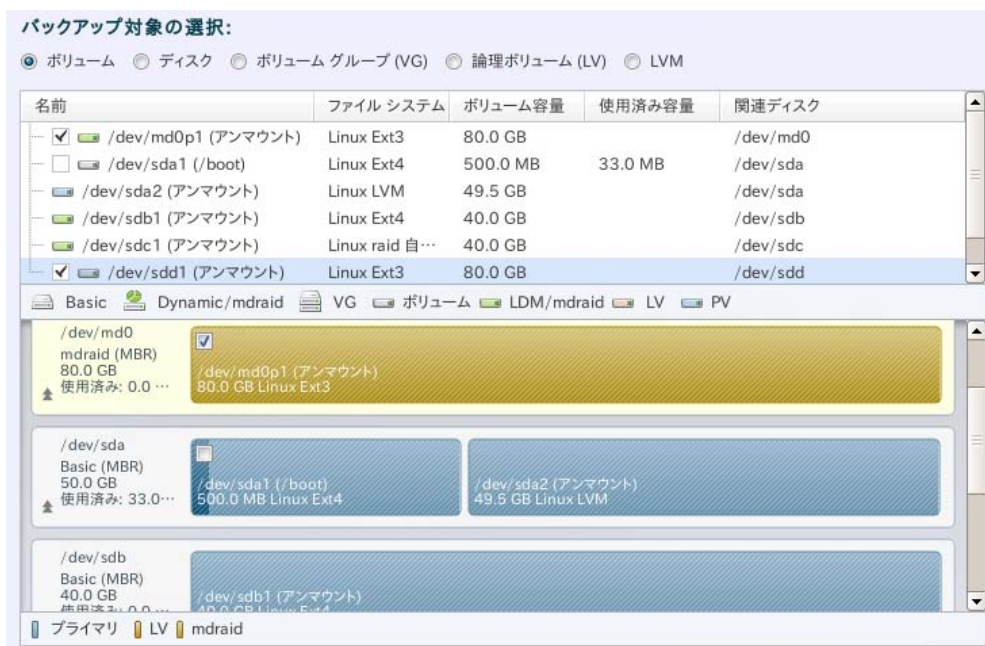 バックアップ対象の選択:
ボリューム ディスク ボリューム グループ (VG) 論理ボリューム (LV) LVM
名前 ファイル システム ボリューム容量 使用済み容量 関連ディスク
/dev/md0p1 (アンマウント) Linux Ext3 80.0 GB /dev/md0
/dev/sda1 (/boot) Linux Ext4 500.0 MB 33.0 MB /dev/sda
/dev/sda2 (アンマウント) Linux LVM 49.5 GB /dev/sda
/dev/sdb1 (アンマウント) Linux Ext4 40.0 GB /dev/sdb
/dev/sdc1 (アンマウント) Linux raid 自… 40.0 GB /dev/sdc
/dev/sdd1 (アンマウント) Linux Ext3 80.0 GB /dev/sdd
Basic Dynamic/mdraid VG ボリューム LDM/mdraid LV PV
/dev/md0
mdraid (MBR)
80.0 GB
使用済み: 0.0 …
/dev/md0p1 (アンマウント)
80.0 GB Linux Ext3
/dev/sda
Basic (MBR)
50.0 GB
使用済み: 33.0…
/dev/sda1 (/boot)
500.0 MB Linux Ext4
/dev/sda2 (アンマウント)
49.5 GB Linux LVM
/dev/sdb
Basic (MBR)
40.0 GB
使用済み: 0.0 …
/dev/sdb1 (アンマウント)
40.0 GB Linux Ext4
プライマリ LV mdraid